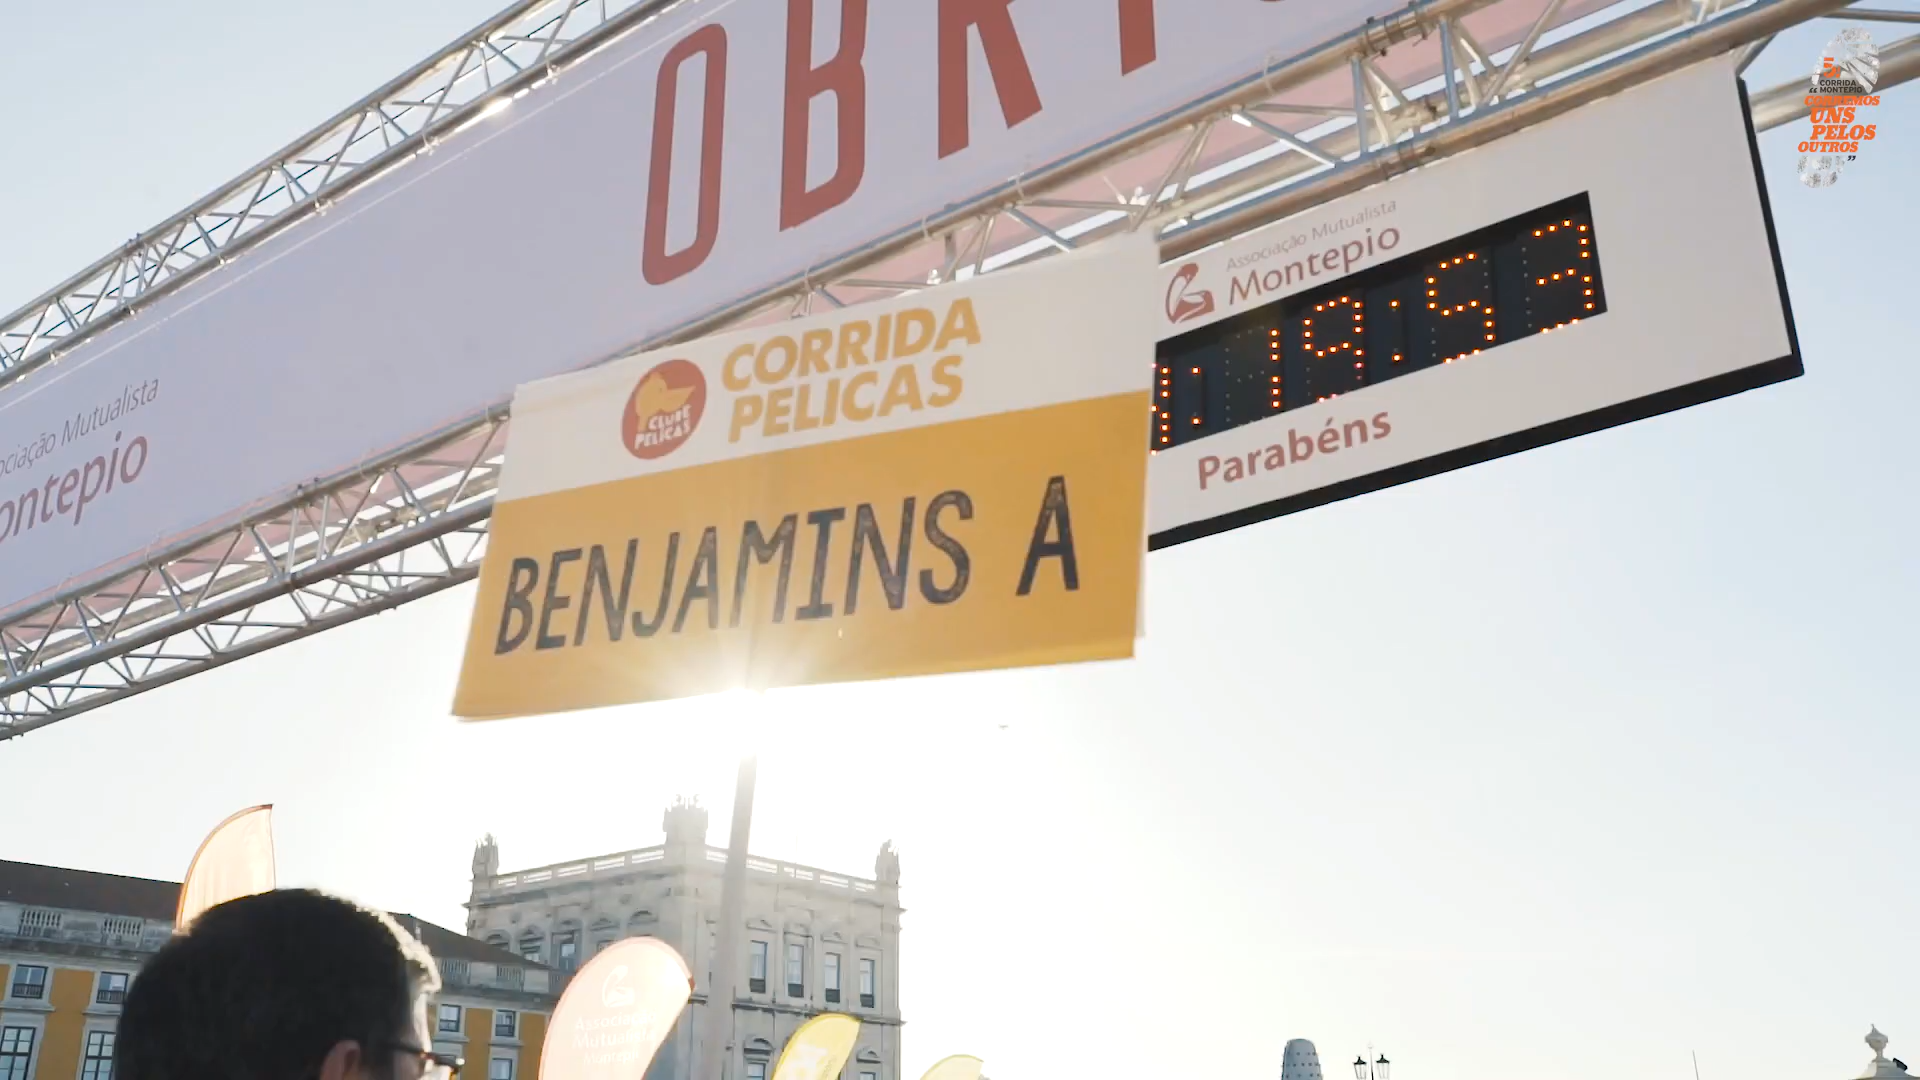 OBRI
Associação Mutualista
Montepio
CLUBE
PELICAS
CORRIDA
PELICAS
BENJAMINS A
Associação Mutualista
Montepio
19:53
Parabéns
CORRIDA
"MONTEPIO
CORREMOS
UNS
PELOS
OUTROS"
Montepio